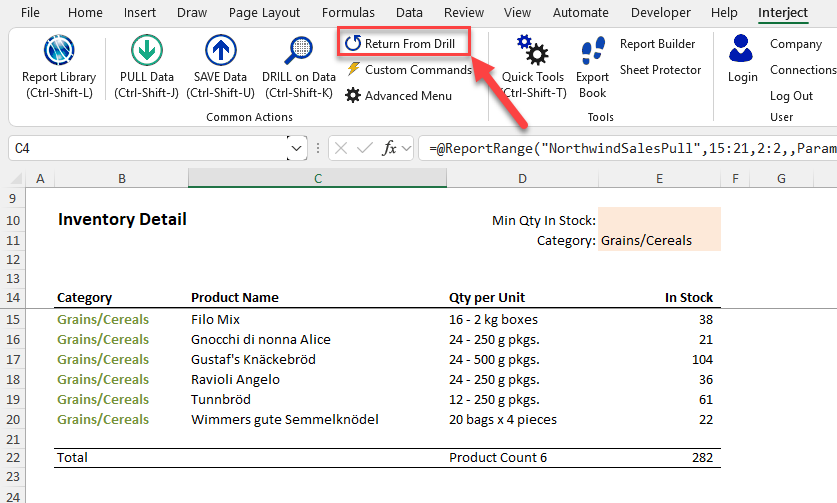 File Home Insert Draw Page Layout Formulas Data Review View Automate Developer Help Interject
Report Library
(Ctrl-Shift-L)
PULL Data
(Ctrl-Shift-J)
SAVE Data
(Ctrl-Shift-U)
DRILL on Data
(Ctrl-Shift-K)
Return From Drill
Custom Commands
Advanced Menu
Common Actions
Quick Tools
(Ctrl-Shift-T)
Export
Book
Report Builder
Sheet Protector
Tools
Login
Company
Connections
Log Out
User
C4 fx =@ReportRange("NorthwindSalesPull",15:21,2:2,,Param
A B C D E F G
9
10 Inventory Detail Min Qty In Stock:
11 Category: Grains/Cereals
12
13
14 Category Product Name Qty per Unit In Stock
15 Grains/Cereals Filo Mix 16 - 2 kg boxes 38
16 Grains/Cereals Gnocchi di nonna Alice 24 - 250 g pkgs. 21
17 Grains/Cereals Gustaf's Knäckebröd 24 - 500 g pkgs. 104
18 Grains/Cereals Ravioli Angelo 24 - 250 g pkgs. 36
19 Grains/Cereals Tunnbröd 12 - 250 g pkgs. 61
20 Grains/Cereals Wimmers gute Semmelknödel 20 bags x 4 pieces 22
21
22 Total Product Count 6 282
23
24